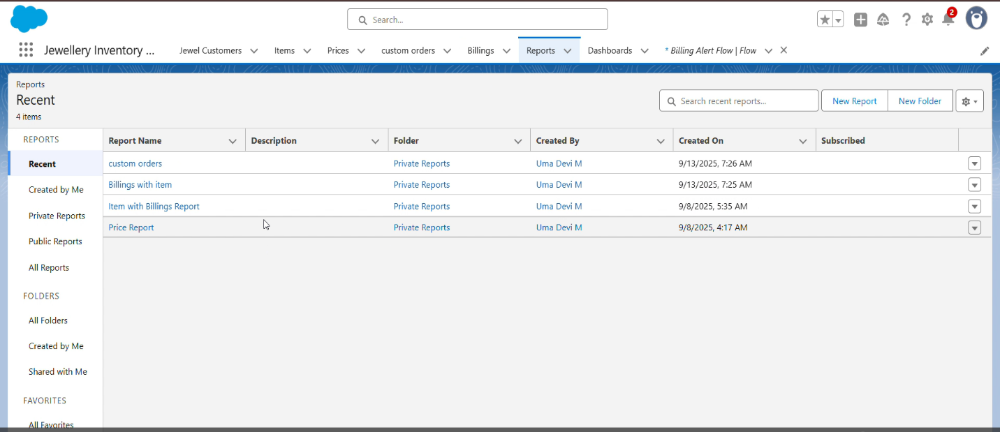 Search...
2
Jewellery Inventory ...
Jewel Customers
Items
Prices
custom orders
Billings
Reports
Dashboards
* Billing Alert Flow | Flow
Reports
Recent
4 items
Search recent reports...
New Report
New Folder
REPORTS
Recent
Created by Me
Private Reports
Public Reports
All Reports
FOLDERS
All Folders
Created by Me
Shared with Me
FAVORITES
All Favorites
Report Name Description Folder Created By Created On Subscribed
custom orders Private Reports Uma Devi M 9/13/2025, 7:26 AM
Billings with item Private Reports Uma Devi M 9/13/2025, 7:25 AM
Item with Billings Report Private Reports Uma Devi M 9/8/2025, 5:35 AM
Price Report Private Reports Uma Devi M 9/8/2025, 4:17 AM